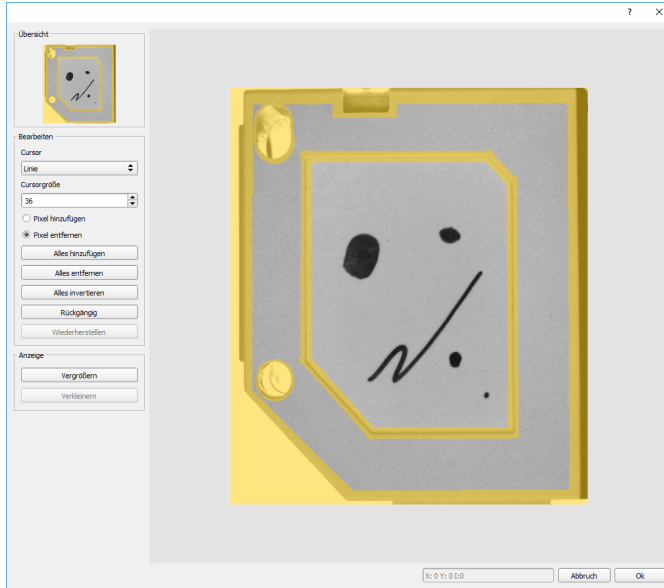 ?
Übersicht
Bearbeiten
Cursor
Linie
Cursorgröße
36
Pixel hinzufügen
Pixel entfernen
Alles hinzufügen
Alles entfernen
Alles invertieren
Rückgängig
Wiederherstellen
Anzeige
Vergrößern
Verkleinern
X: 0 Y: 0 I:0
Abbruch
Ok